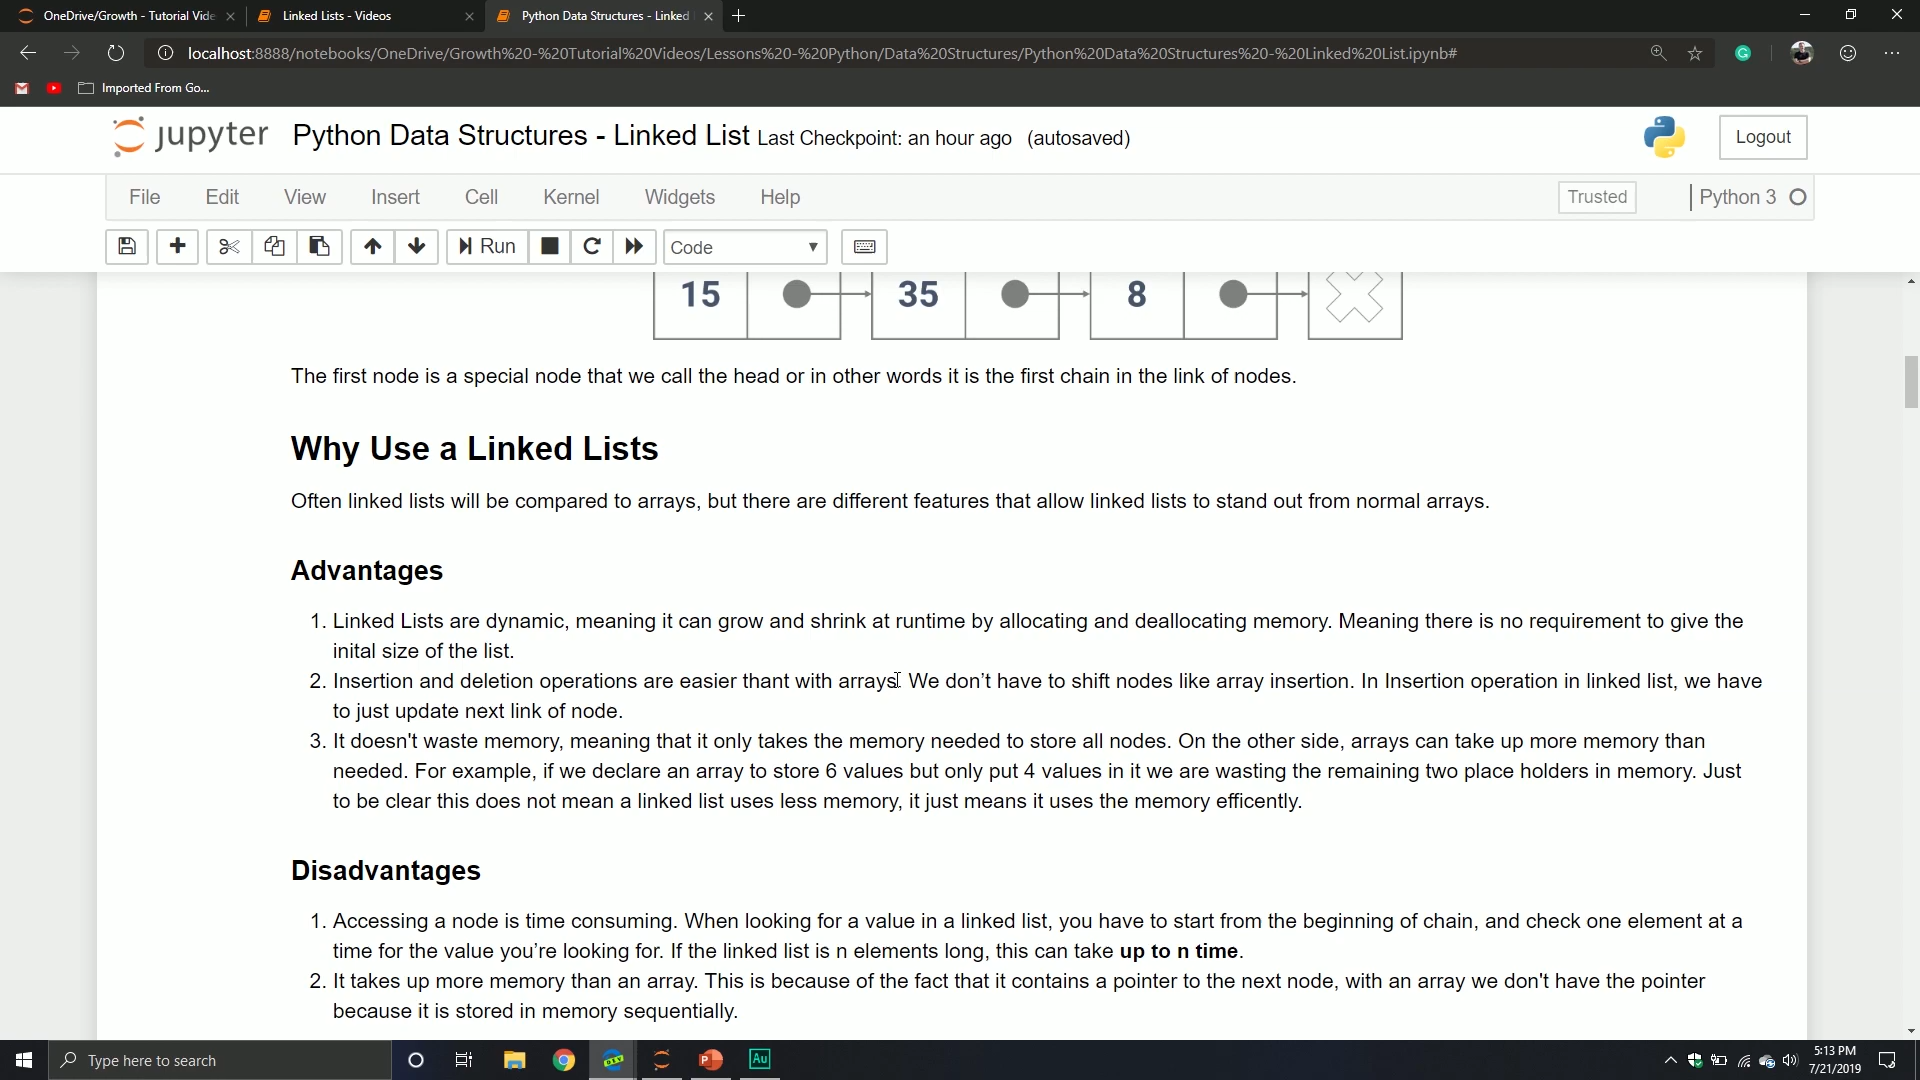 OneDrive/Growth - Tutorial Vide
Linked Lists - Videos
Python Data Structures - Linked
localhost:8888/notebooks/OneDrive/Growth%20-%20Tutorial%20Videos/Lessons%20-%20Python/Data%20Structures/Python%20Data%20Structures%20-%20Linked%20List.ipynb#
Imported From Go...
jupyter Python Data Structures - Linked List Last Checkpoint: an hour ago (autosaved)
Logout
File Edit View Insert Cell Kernel Widgets Help
Trusted
Python 3
Run
Code
15 35 8
The first node is a special node that we call the head or in other words it is the first chain in the link of nodes.
Why Use a Linked Lists
Often linked lists will be compared to arrays, but there are different features that allow linked lists to stand out from normal arrays.
Advantages
1. Linked Lists are dynamic, meaning it can grow and shrink at runtime by allocating and deallocating memory. Meaning there is no requirement to give the
inital size of the list.
2. Insertion and deletion operations are easier thant with arrays. We don’t have to shift nodes like array insertion. In Insertion operation in linked list, we have
to just update next link of node.
3. It doesn't waste memory, meaning that it only takes the memory needed to store all nodes. On the other side, arrays can take up more memory than
needed. For example, if we declare an array to store 6 values but only put 4 values in it we are wasting the remaining two place holders in memory. Just
to be clear this does not mean a linked list uses less memory, it just means it uses the memory efficently.
Disadvantages
1. Accessing a node is time consuming. When looking for a value in a linked list, you have to start from the beginning of chain, and check one element at a
time for the value you’re looking for. If the linked list is n elements long, this can take up to n time.
2. It takes up more memory than an array. This is because of the fact that it contains a pointer to the next node, with an array we don't have the pointer
because it is stored in memory sequentially.
Type here to search
DEV
P
Au
5:13 PM
7/21/2019